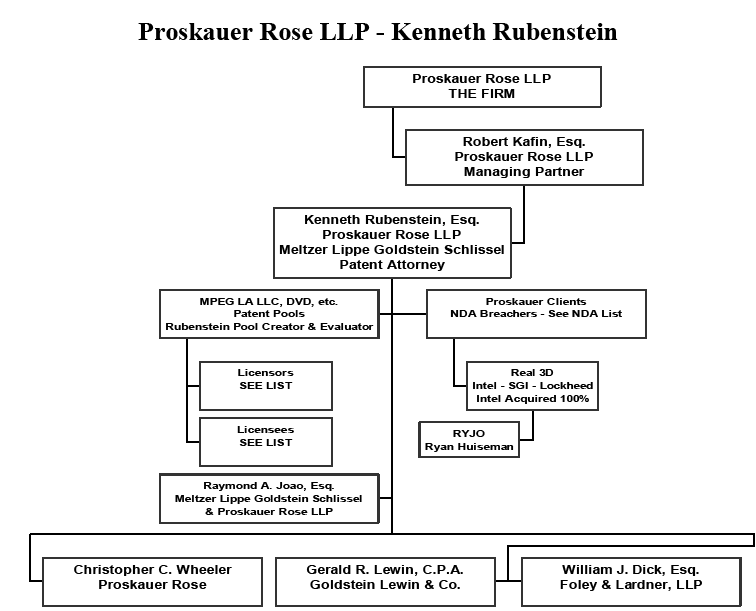 Proskauer Rose LLP - Kenneth Rubenstein
Proskauer Rose LLP
THE FIRM
Robert Kafin, Esq.
Proskauer Rose LLP
Managing Partner
Kenneth Rubenstein, Esq.
Proskauer Rose LLP
Meltzer Lippe Goldstein Schlissel
Patent Attorney
MPEG LA LLC, DVD, etc.
Patent Pools
Rubenstein Pool Creator & Evaluator
Proskauer Clients
NDA Breachers - See NDA List
Licensors
SEE LIST
Real 3D
Intel - SGI - Lockheed
Intel Acquired 100%
Licensees
SEE LIST
RYJO
Ryan Huiseman
Raymond A. Joao, Esq.
Meltzer Lippe Goldstein Schlissel
& Proskauer Rose LLP
Christopher C. Wheeler
Proskauer Rose
Gerald R. Lewin, C.P.A.
Goldstein Lewin & Co.
William J. Dick, Esq.
Foley & Lardner, LLP